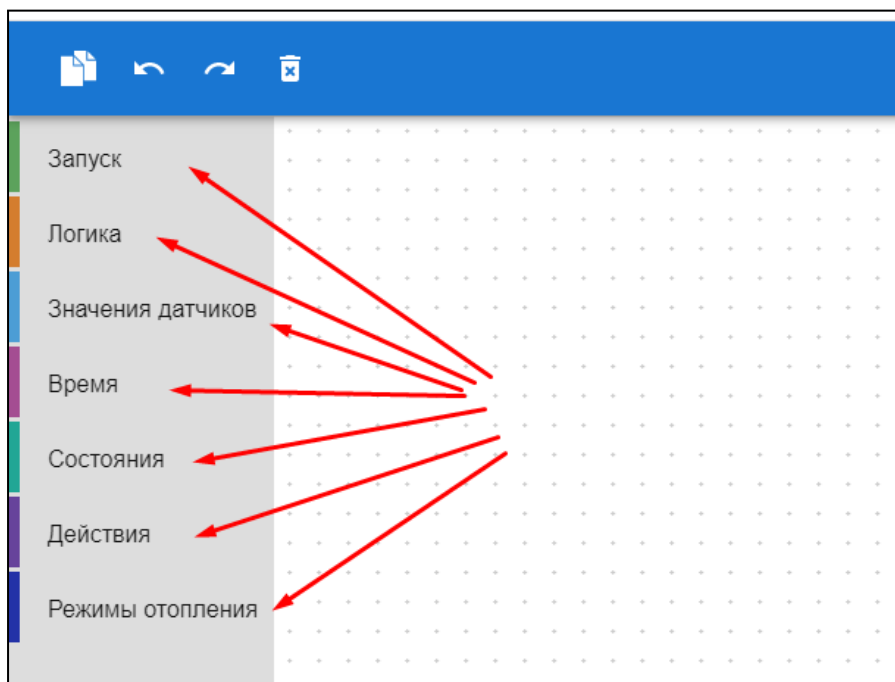 Запуск
Логика
Значения датчиков
Время
Состояния
Действия
Режимы отопления